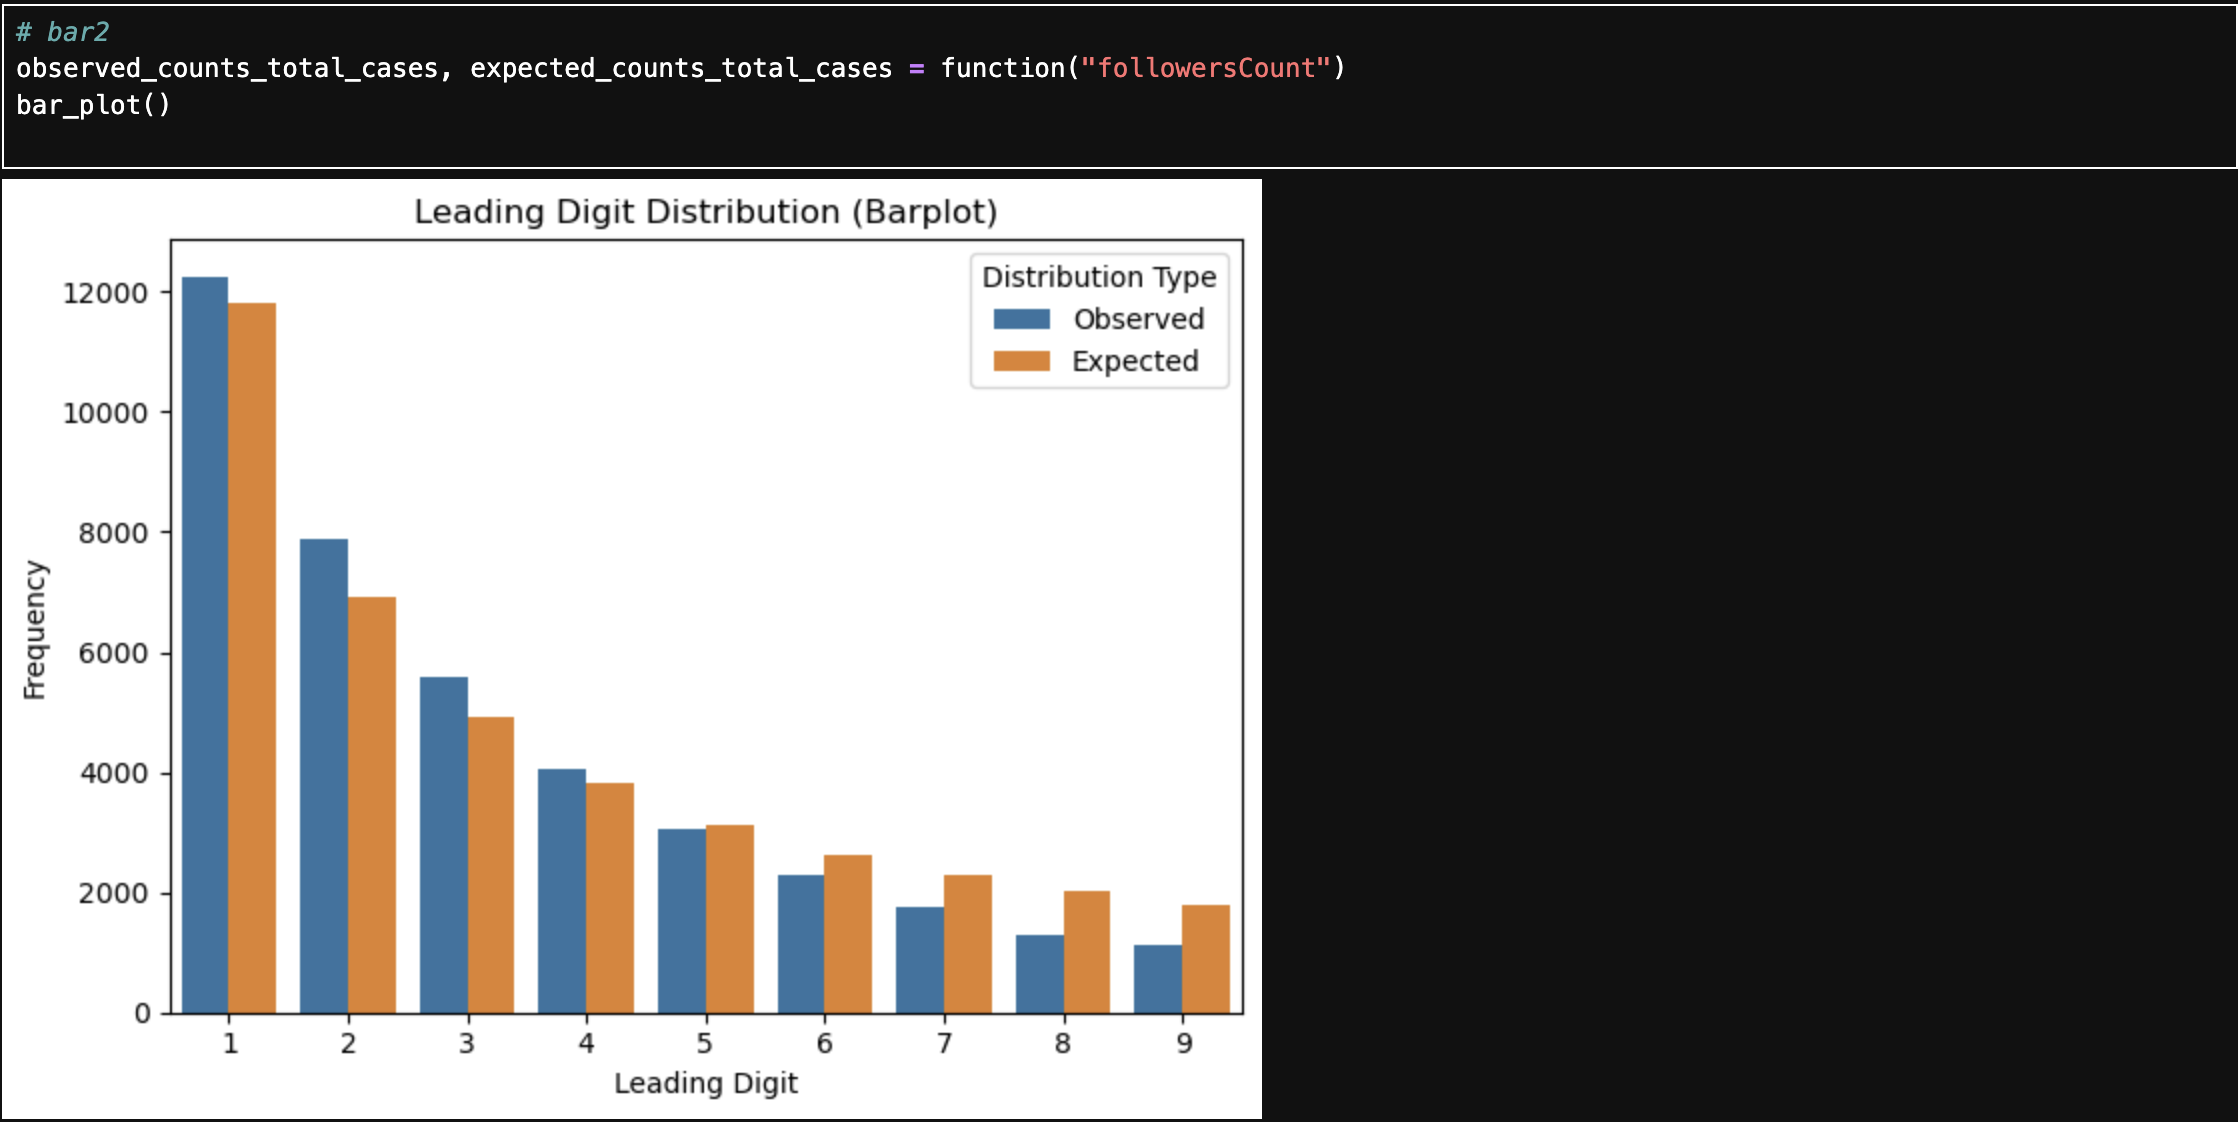 # bar2
observed_counts_total_cases, expected_counts_total_cases = function("followersCount")
bar_plot()
Leading Digit Distribution (Barplot)
Distribution Type
Observed
Expected
12000
10000
8000
6000
4000
2000
0
Frequency
1 2 3 4 5 6 7 8 9
Leading Digit